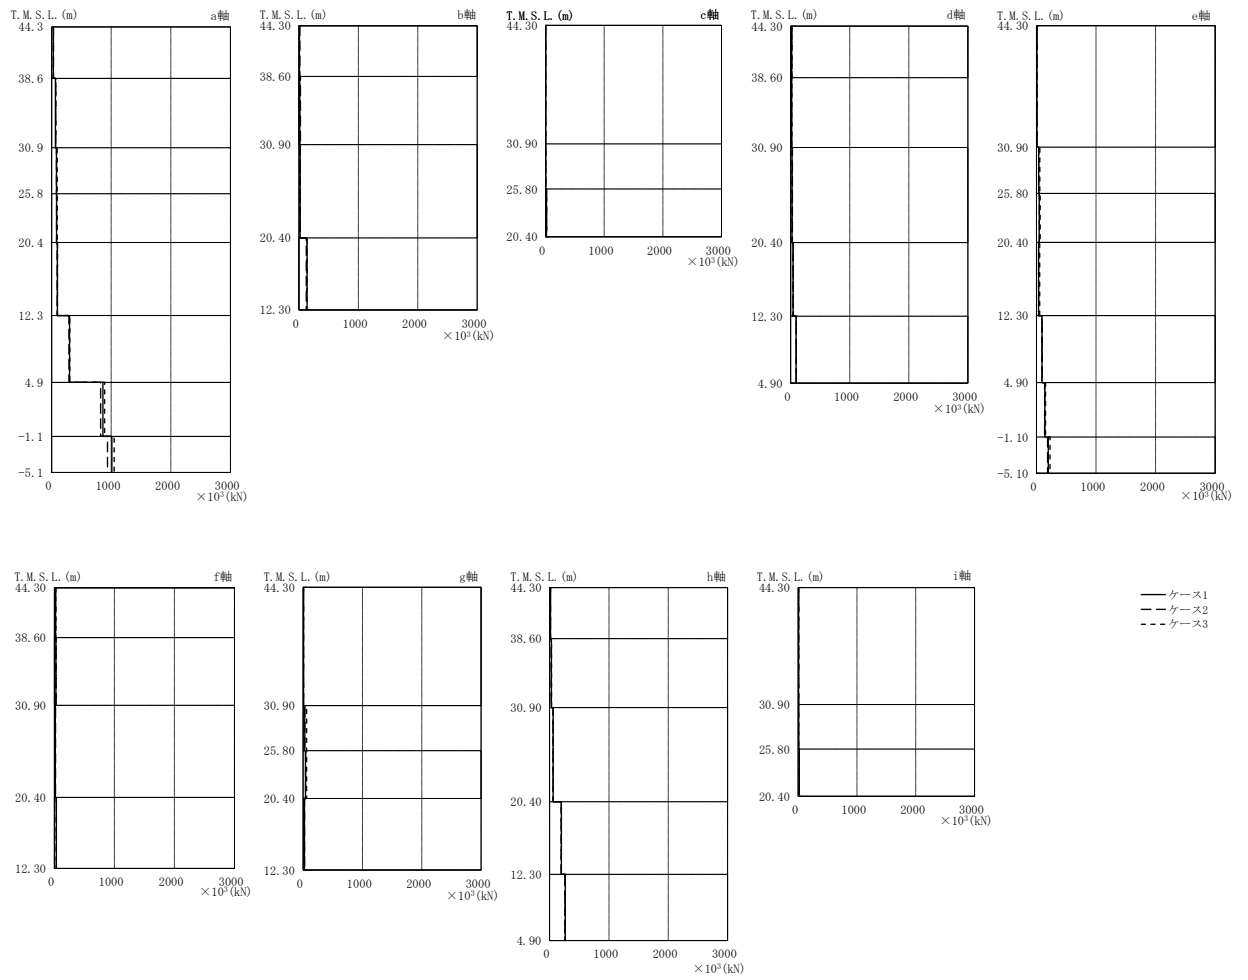 T.M.S.L.(m) a軸
44.3
38.6
30.9
25.8
20.4
12.3
4.9
-1.1
-5.1
0 1000 2000 3000
×10³(kN)
T.M.S.L.(m) b軸
44.30
38.60
30.90
20.40
12.30
0 1000 2000 3000
×10³(kN)
T.M.S.L.(m) c軸
44.30
30.90
25.80
20.40
0 1000 2000 3000
×10³(kN)
T.M.S.L.(m) d軸
44.30
38.60
30.90
20.40
12.30
4.90
0 1000 2000 3000
×10³(kN)
T.M.S.L.(m) e軸
44.30
30.90
25.80
20.40
12.30
4.90
-1.10
-5.10
0 1000 2000 3000
×10³(kN)
T.M.S.L.(m) f軸
44.30
38.60
30.90
20.40
12.30
0 1000 2000 3000
×10³(kN)
T.M.S.L.(m) g軸
44.30
30.90
25.80
20.40
12.30
0 1000 2000 3000
×10³(kN)
T.M.S.L.(m) h軸
44.30
38.60
30.90
20.40
12.30
4.90
0 1000 2000 3000
×10³(kN)
T.M.S.L.(m) i軸
44.30
30.90
25.80
20.40
0 1000 2000 3000
×10³(kN)
ケース1
ケース2
ケース3